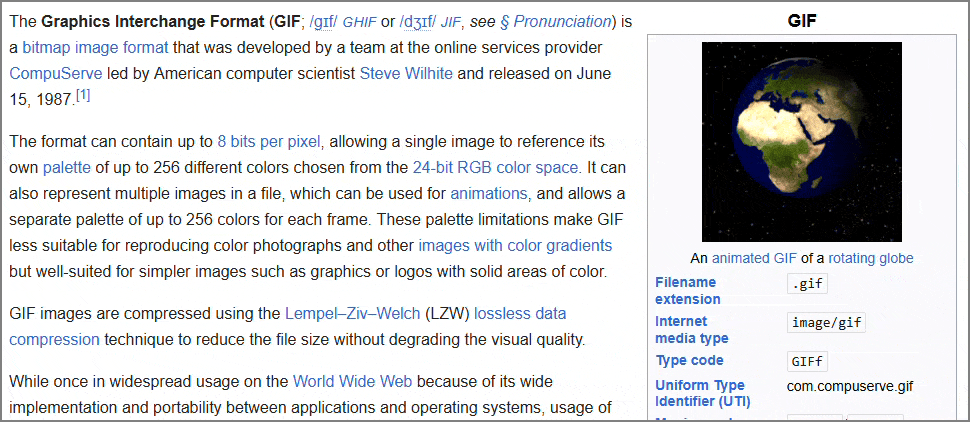 The Graphics Interchange Format (GIF; /ɡɪf/ GHIF or /dʒɪf/ JIF, see § Pronunciation) is
a bitmap image format that was developed by a team at the online services provider
CompuServe led by American computer scientist Steve Wilhite and released on June
15, 1987.[1]
The format can contain up to 8 bits per pixel, allowing a single image to reference its
own palette of up to 256 different colors chosen from the 24-bit RGB color space. It can
also represent multiple images in a file, which can be used for animations, and allows a
separate palette of up to 256 colors for each frame. These palette limitations make GIF
less suitable for reproducing color photographs and other images with color gradients
but well-suited for simpler images such as graphics or logos with solid areas of color.
GIF images are compressed using the Lempel–Ziv–Welch (LZW) lossless data
compression technique to reduce the file size without degrading the visual quality.
While once in widespread usage on the World Wide Web because of its wide
implementation and portability between applications and operating systems, usage of
GIF
An animated GIF of a rotating globe
Filename .gif
extension
Internet image/gif
media type
Type code GIFf
Uniform Type com.compuserve.gif
Identifier (UTI)